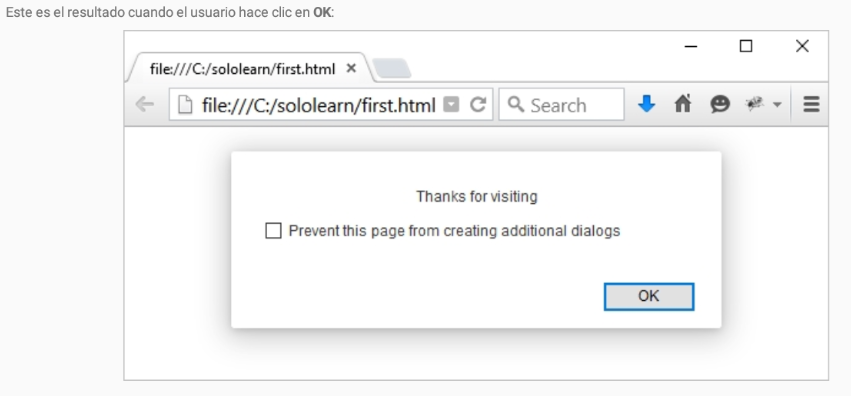 Este es el resultado cuando el usuario hace clic en OK:
file:///C:/sololearn/first.html
file:///C:/sololearn/first.html Search
Thanks for visiting
Prevent this page from creating additional dialogs
OK